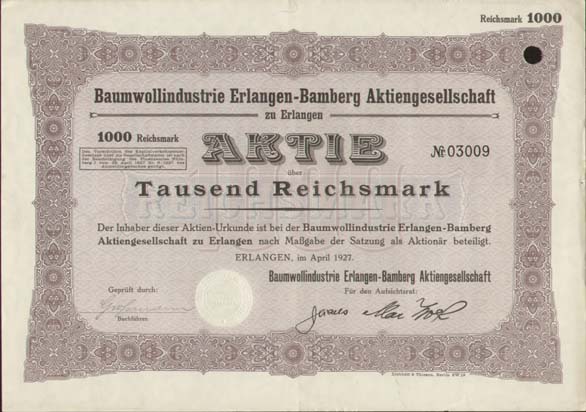 Reichsmark 1000
Baumwollindustrie Erlangen-Bamberg Aktiengesellschaft
zu Erlangen
1000 Reichsmark
AKTIE
№ 03009
über
Tausend Reichsmark
REICHSMARK
Der Inhaber dieser Aktien-Urkunde ist bei der Baumwollindustrie Erlangen-Bamberg
Aktiengesellschaft zu Erlangen nach Maßgabe der Satzung als Aktionär beteiligt.
ERLANGEN, im April 1927.
Baumwollindustrie Erlangen-Bamberg Aktiengesellschaft
Geprüft durch:
Für den Aufsichtsrat:
Buchführer.